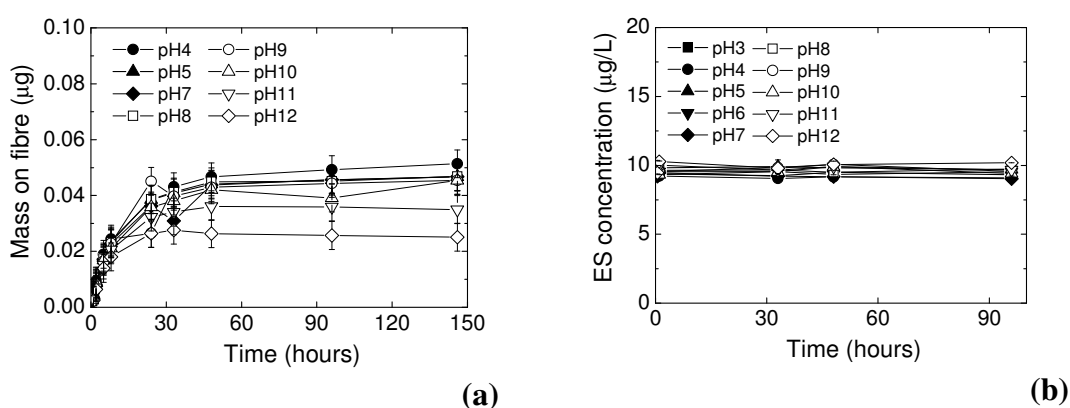 Mass on fibre (µg)
0.10
0.08
0.06
0.04
0.02
0.00
pH4 pH9
pH5 pH10
pH7 pH11
pH8 pH12
0 30 60 90 120 150
Time (hours)
(a)
ES concentration (µg/L)
20
15
10
5
0
pH3 pH8
pH4 pH9
pH5 pH10
pH6 pH11
pH7 pH12
0 30 60 90
Time (hours)
(b)